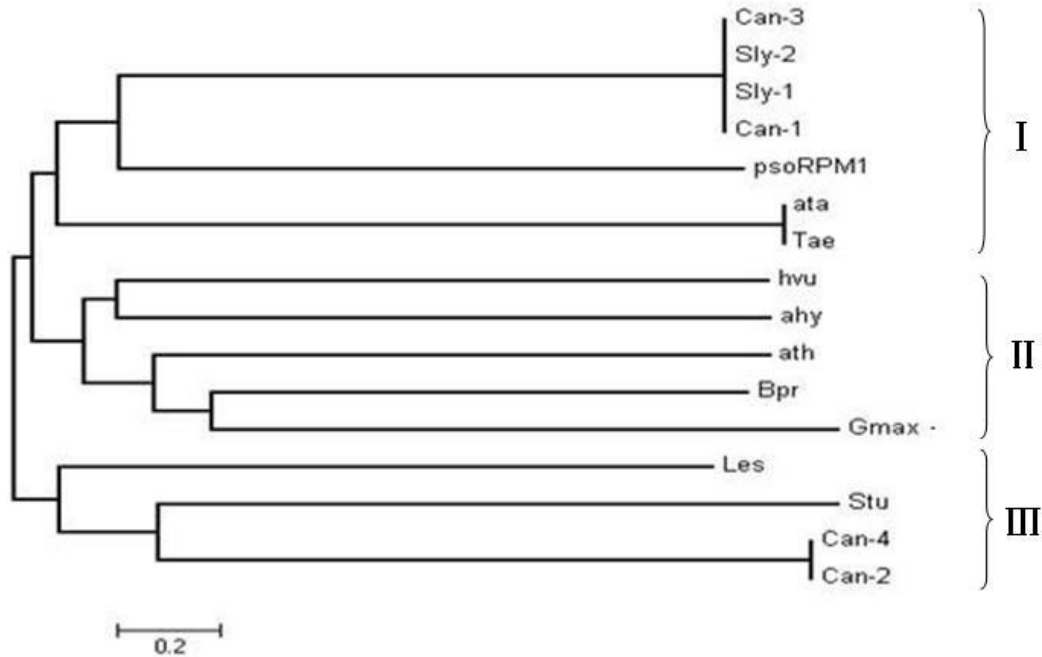 Can-3
Sly-2
Sly-1
Can-1
psoRPM1
ata
Tae
I
hvu
ahy
ath
Bpr
Gmax
II
Les
Stu
Can-4
Can-2
III
0.2